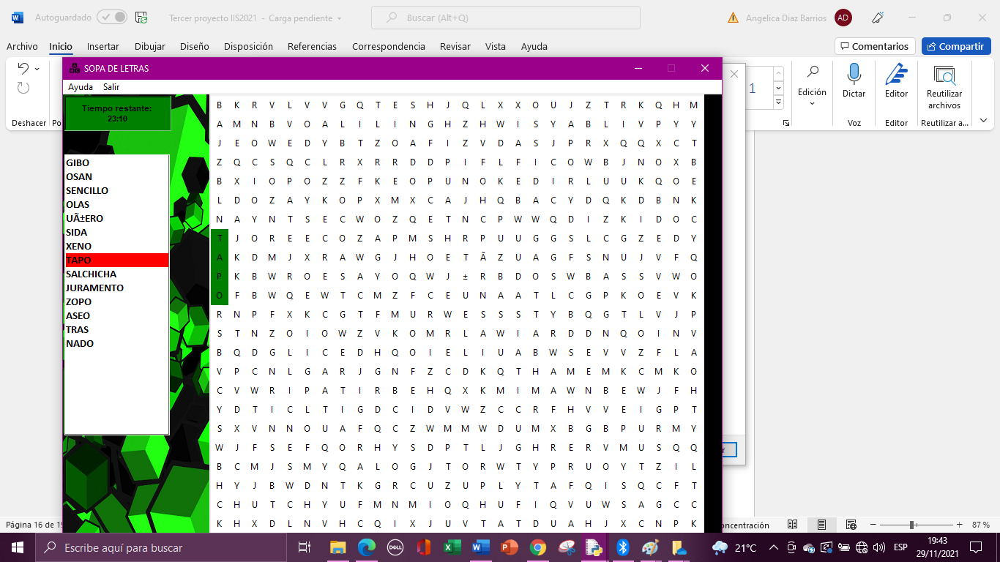 Autoguardado
Tercer proyecto IIS2021 - Carga pendiente
Buscar (Alt+Q)
Angelica Diaz Barrios
AD
Archivo Inicio Insertar Dibujar Diseño Disposición Referencias Correspondencia Revisar Vista Ayuda
Comentarios
Compartir
SOPA DE LETRAS
Ayuda Salir
1
Edición
Dictar
Editor
Reutilizar archivos
Deshacer
Po
Voz
Editor
Reutilizar a...
Tiempo restante:
23:10
GIBO
OSAN
SENCILLO
OLAS
UÃ±ERO
SIDA
XENO
TAPO
SALCHICHA
JURAMENTO
ZOPO
ASEO
TRAS
NADO
B K R V L V V G Q T E S H J Q L X X O U J Z T R K Q H M
A M N B V O A L I L I N G H Z H W I S Y A B L I V P Y Y
J E O W E D Y B T Z O A F I Z V D A S J P R X Q Q X C T
Z Q C S Q C L R X R R D D P I F L F I C O W B J N O X B
B X I O P O Z Z F K E O P U N O K E D I R L U U K Q O E
L D O Z A Y K O P X M X C A J H Q B A C Y D Q K D B N K
N A Y N T S E C W O Z Q E T N C P W W Q D I Z K I D O C
T J O R E E C O Z A P M S H R P U U G G S L C G Z E D Y
A K D M J X R A W G J H O E T Ã Z U A G F S N U J V F Q
P K B W R O E S A Y O Q W J ± R B D O S W B A S S V W O
O F B W Q E W T C M Z F C E U N A A T L C G P K O E V K
R N P F X K C G T F M U R W E S S S T Y B Q G T L V J P
S T N Z O I O W Z V K O M R L A W I A R D D N Q O I N V
B Q D G L I C E D H Q O I E L I U A B W S E V V Z F L A
V P C N L G A R J G N F Z C D K Q T H A M E M K C M K O
C V W R I P A T I R B E H Q X K M I M A W N B E W J F H
Y D T I C L T I G D C I D V W Z C C R F H V V E I G P T
S X V N N O U A F Q C Z W M M W D U M X B G B P U R M Y
W J F S E F Q O R H Y S D P T L J G H R E R V M U S Q Q
B C M J S M Y Q A L O G J T O R W T Y P R U O Y T Z I L
H Y J B W D N T K G R C U Z U P L Y T A F Q I S Q C F T
C H U T C H Y U F M N M I O Q H U F I Q V U W S A G C C
K H X D L N V H C Q I X J U V T A T D U A H J X C N P K
r
Página 16 de 19
oncentración
87 %
Escribe aquí para buscar
DELL
21°C
ESP
19:43
29/11/2021